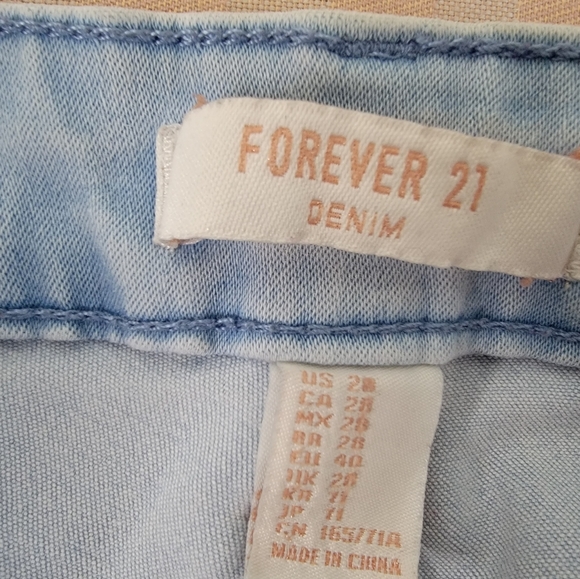 FOREVER 21
DENIM
US 28
CA 28
MX 28
BR 28
EU 40
UK 28
KR 71
JP 71
CN 165/71A
MADE IN CHINA